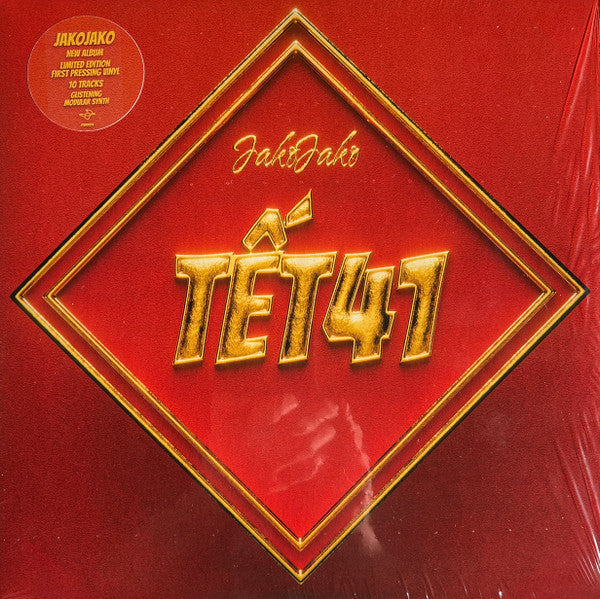 JAKOJAKO
NEW ALBUM
LIMITED EDITION
FIRST PRESSING VINYL
10 TRACKS
GLISTENING
MODULAR SYNTH
JakoJako
TẾT41